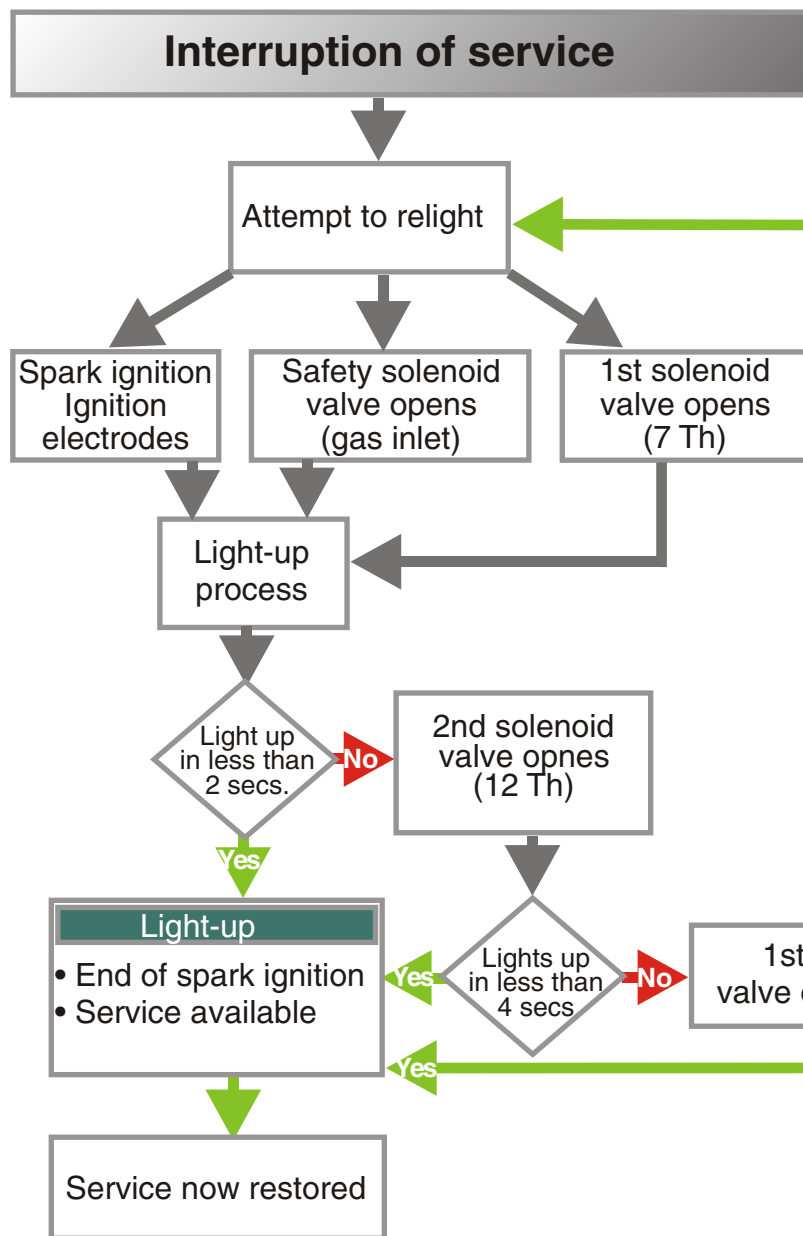 Interruption of service
Attempt to relight
Spark ignition
Ignition
electrodes
Safety solenoid
valve opens
(gas inlet)
1st solenoid
valve opens
(7 Th)
Light-up
process
Light up
in less than
2 secs.
No
2nd solenoid
valve opnes
(12 Th)
Yes
Light-up
• End of spark ignition
• Service available
Yes
Lights up
in less than
4 secs
No
1st
valve
Yes
Service now restored